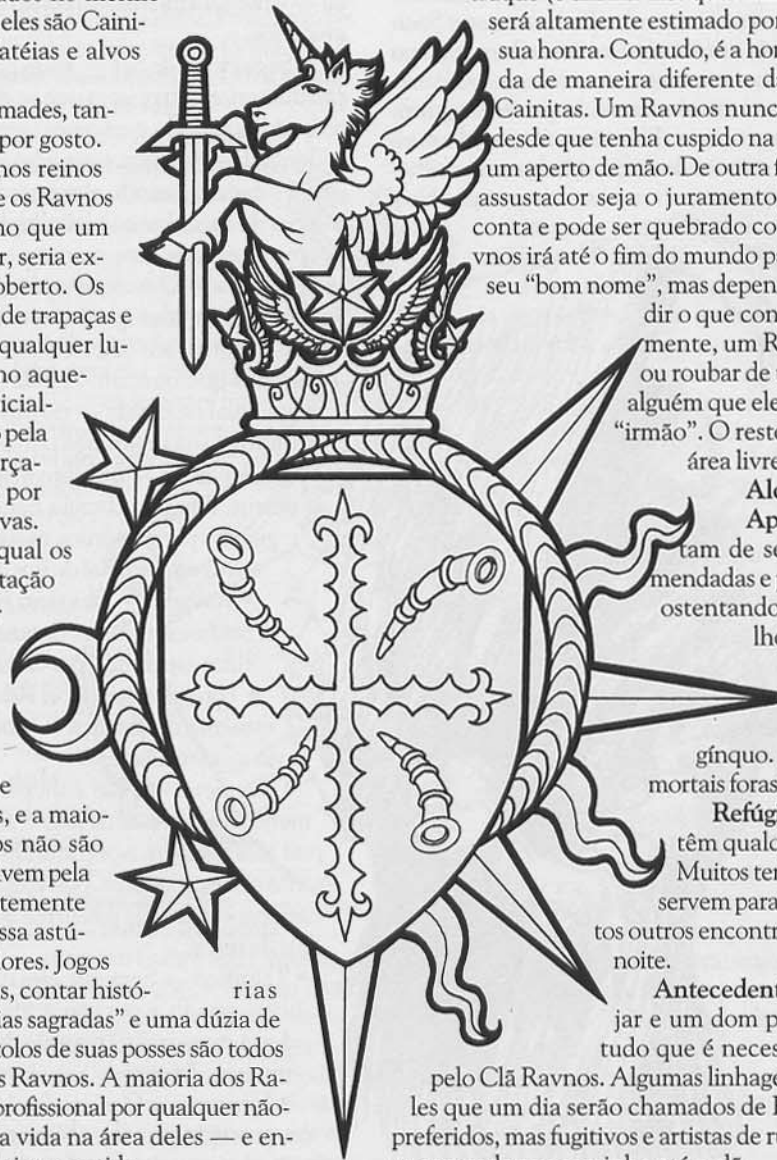 eles são Caini-
atéias e alvos
mades, tan-
por gosto.
nos reinos
e os Ravnos
no que um
r, seria ex-
oberto. Os
de trapaças e
qualquer lu-
no aque-
icial-
pela
rça-
por
vas.
qual os
tação
e
s, e a maio-
os não são
vem pela
temente
ssa astú-
ores. Jogos
s, contar histó- rias
ias sagradas” e uma dúzia de
tolos de suas posses são todos
s Ravnos. A maioria dos Ra-
profissional por qualquer não-
a vida na área deles — e en-
será altamente estimado por
sua honra. Contudo, é a hon
da de maneira diferente d
Cainitas. Um Ravnos nunc
desde que tenha cuspido na
um aperto de mão. De outra f
assustador seja o juramento
conta e pode ser quebrado co
vnos irá até o fim do mundo p
seu “bom nome”, mas depen
dir o que con
mente, um R
ou roubar de
alguém que ele
“irmão”. O rest
área livre
Al
Ap
tam de s
mendadas e
ostentando
lh
gínquo.
mortais foras
Refúg
têm qualq
Muitos te
servem para
tos outros encontr
noite.
Antecedent
jar e um dom p
tudo que é neces
pelo Clã Ravnos. Algumas linhage
les que um dia serão chamados de
preferidos, mas fugitivos e artistas de r